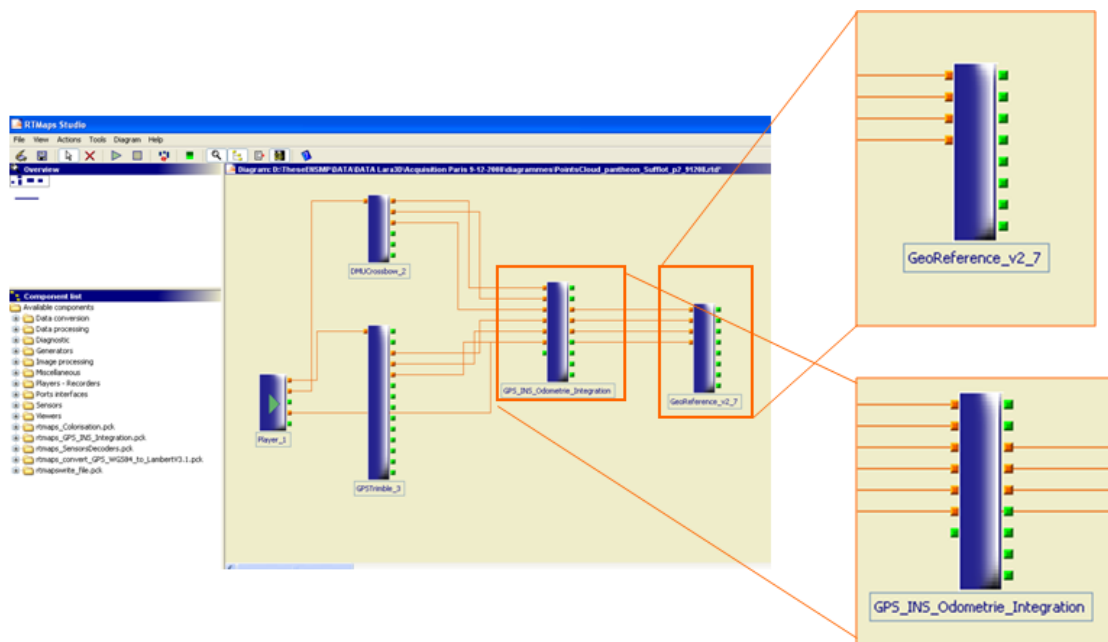 RTMaps Studio
File View Actions Tools Diagram Help
Overview
Diagram: D:\TheseENSMP\DATA\DATA Lara3D\Acquisition Paris 9-12-2008\diagrammes\PointsCloud_pantheon_Sufflot_p2_91208.rtd*
Component list
Available components
Data conversion
Data processing
Diagnostic
Generators
Image processing
Miscellaneous
Players - Recorders
Ports interfaces
Sensors
Viewers
rtmaps_Colorisation.pck
rtmaps_GPS_INS_Integration.pck
rtmaps_SensorsDecoders.pck
rtmaps_convert_GPS_WGS84_to_LambertV3.1.pck
rtmapswrite_file.pck
DMUCrossbow_2
GPS_INS_Odometrie_Integration
GeoReference_v2_7
Player_1
GPSTrimble_3
GeoReference_v2_7
GPS_INS_Odometrie_Integration